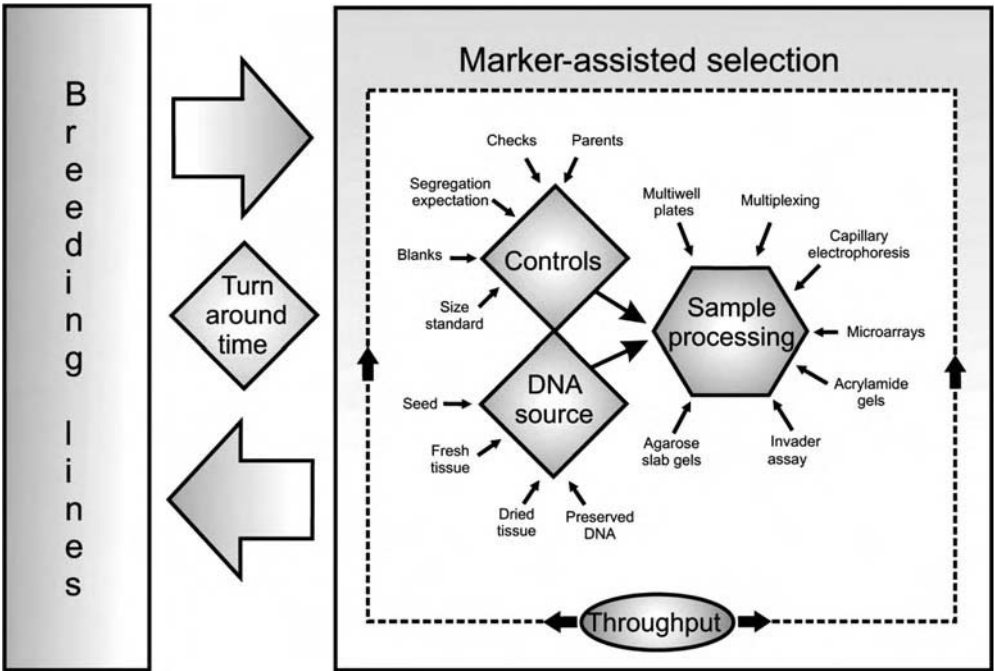 Breeding lines
Marker-assisted selection
Turn
around
time
Checks
Parents
Segregation
expectation
Blanks
Size
standard
Controls
DNA
source
Seed
Fresh
tissue
Dried
tissue
Preserved
DNA
Multiwell
plates
Multiplexing
Capillary
electrophoresis
Microarrays
Acrylamide
gels
Invader
assay
Agarose
slab gels
Sample
processing
Throughput